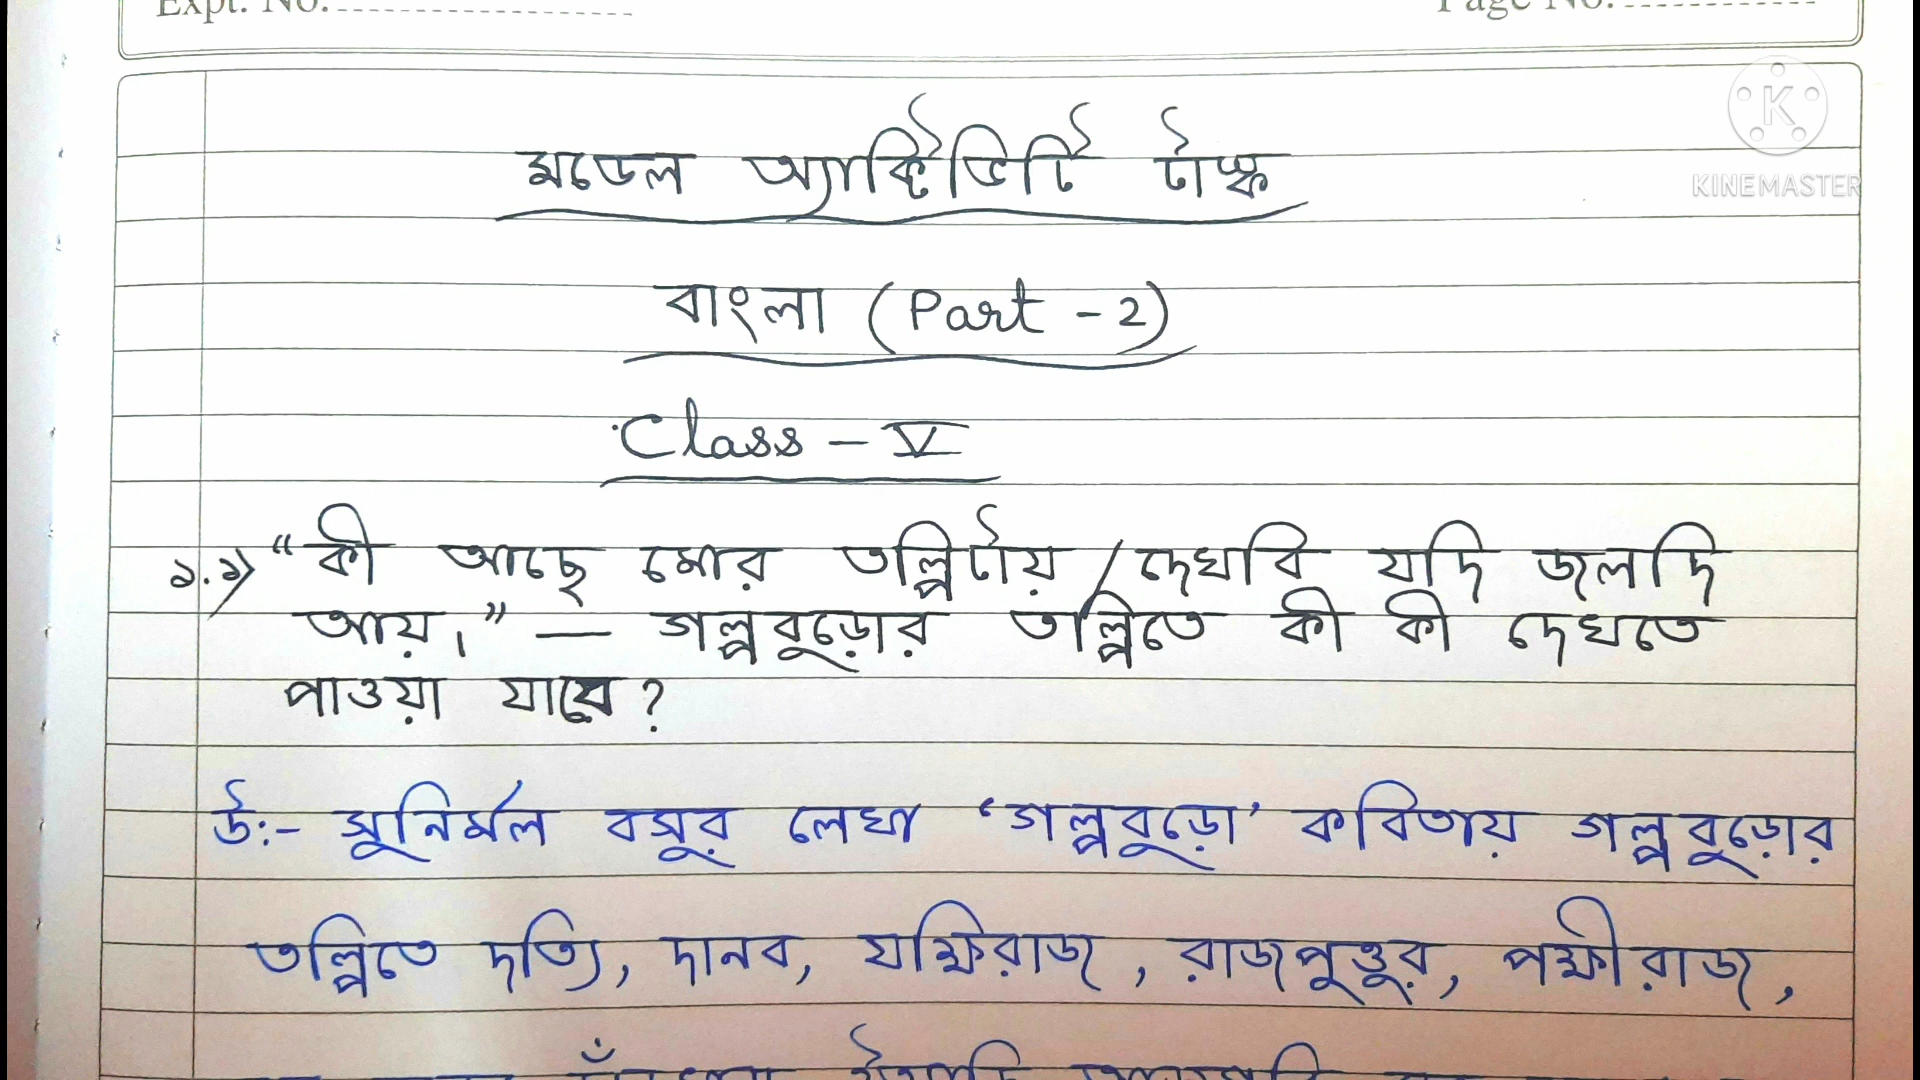 Expt. No.
Page No.
KINEMASTER
মডেল অ্যাক্টিভিটি টাস্ক
বাংলা (Part - 2)
Class - V
১.১) “কী আছে মোর তল্পিটায় / দেখবি যদি জলদি
আয়।” — গল্পবুড়োর তল্পিতে কী কী দেখতে
পাওয়া যাবে?
উঃ- সুনির্মল বসুর লেখা ‘গল্পবুড়ো’ কবিতায় গল্পবুড়োর
তল্পিতে দত্যি, দানব, যক্ষিরাজ, রাজপুত্তুর, পক্ষীরাজ,